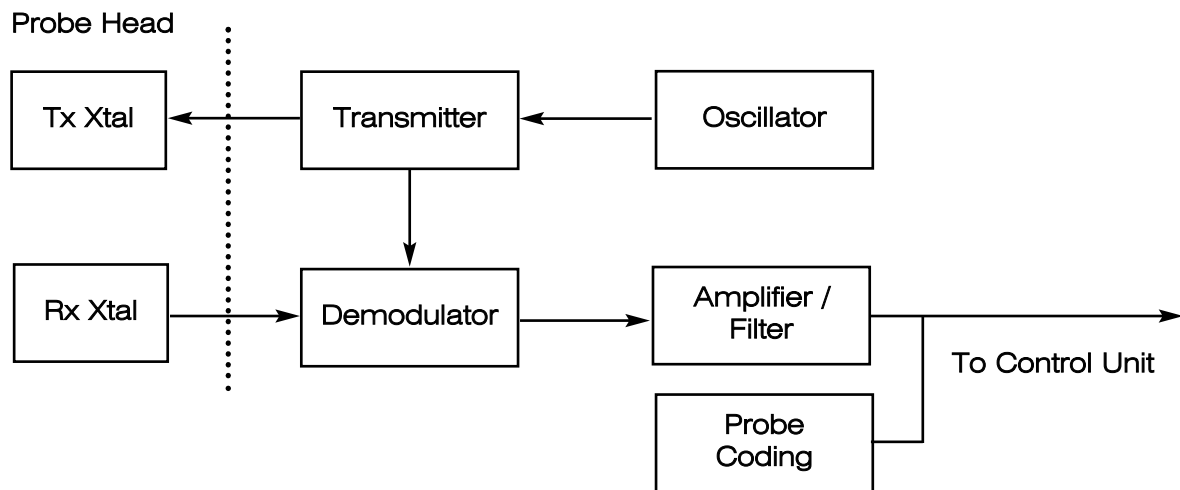 Probe Head
Tx Xtal
Transmitter
Oscillator
Rx Xtal
Demodulator
Amplifier /
Filter
To Control Unit
Probe
Coding